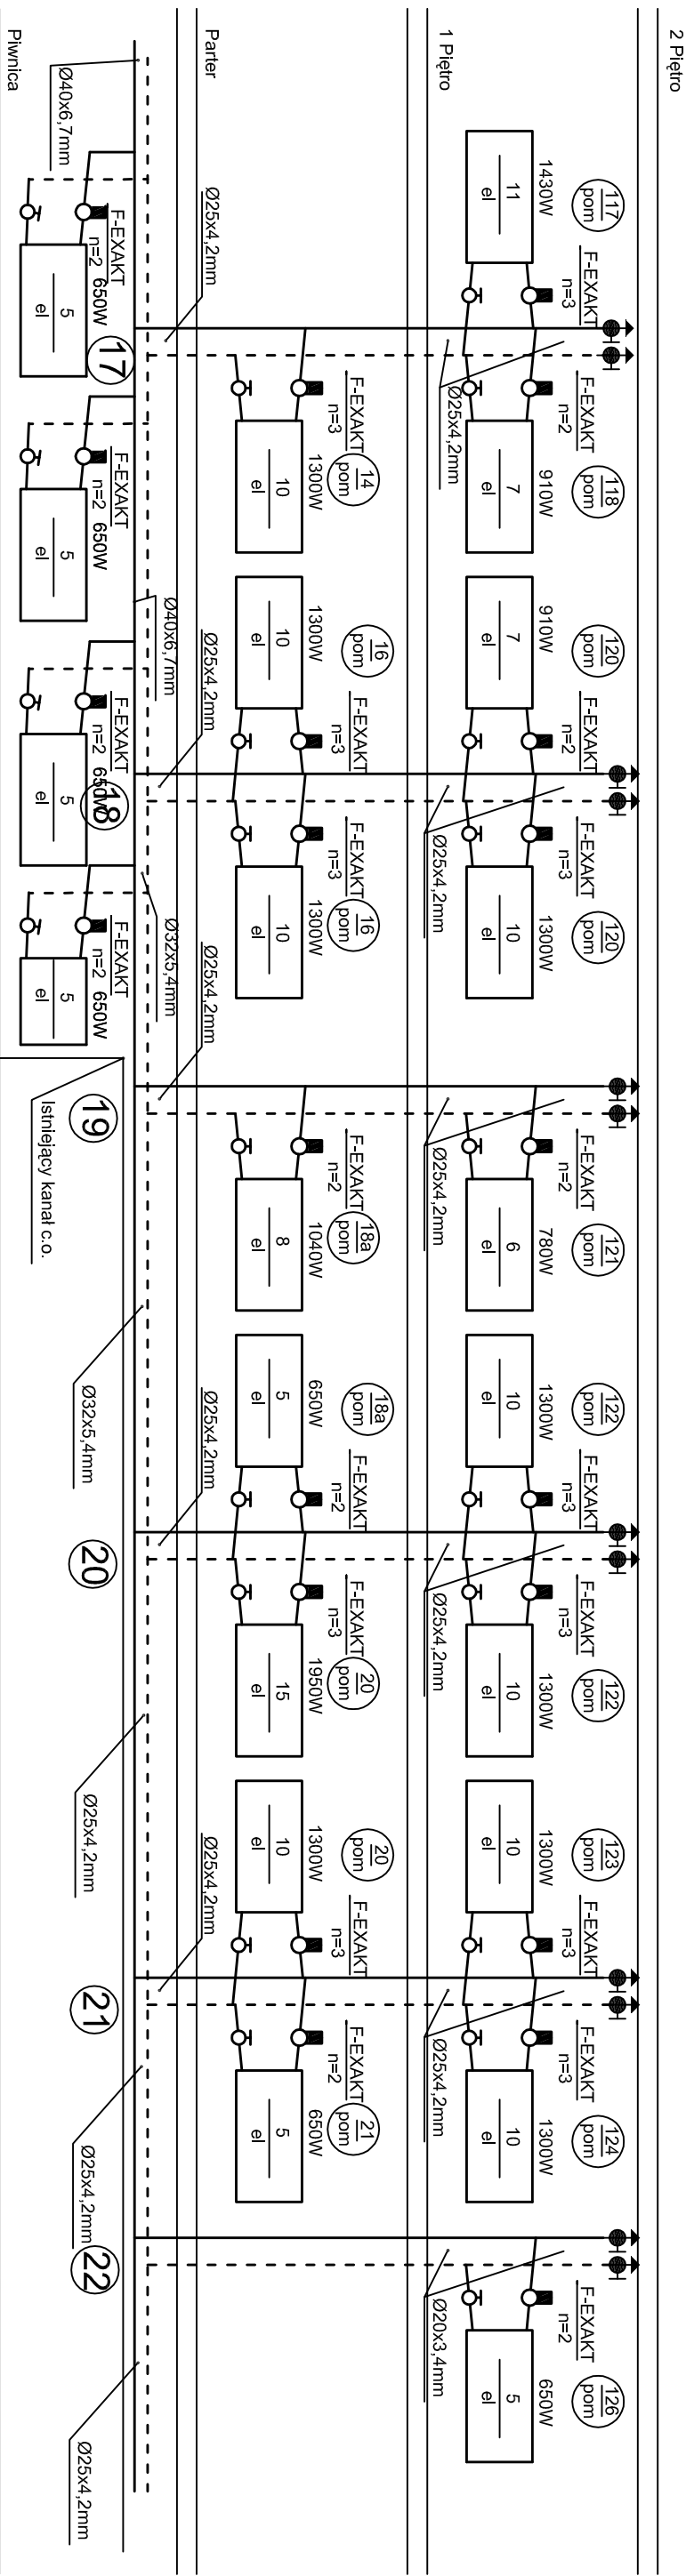 2 Piętro
117
pom
1430W
11
el
F-EXAKT
n=3
F-EXAKT
n=2
118
pom
910W
7
el
120
pom
910W
7
el
F-EXAKT
n=2
F-EXAKT
n=3
120
pom
1300W
10
el
F-EXAKT
n=2
121
pom
780W
6
el
122
pom
1300W
10
el
F-EXAKT
n=3
F-EXAKT
n=3
122
pom
1300W
10
el
123
pom
1300W
10
el
F-EXAKT
n=3
F-EXAKT
n=3
124
pom
1300W
10
el
F-EXAKT
n=2
126
pom
650W
5
el
1 Piętro
Ø25x4,2mm
Ø25x4,2mm
Ø25x4,2mm
Ø25x4,2mm
Ø25x4,2mm
Ø20x3,4mm
F-EXAKT
n=3
14
pom
1300W
10
el
16
pom
1300W
10
el
F-EXAKT
n=3
F-EXAKT
n=3
16
pom
1300W
10
el
F-EXAKT
n=2
18a
pom
1040W
8
el
18a
pom
650W
5
el
F-EXAKT
n=2
F-EXAKT
n=3
20
pom
1950W
15
el
20
pom
1300W
10
el
F-EXAKT
n=3
F-EXAKT
n=2
21
pom
650W
5
el
Parter
Ø25x4,2mm
Ø25x4,2mm
Ø25x4,2mm
Ø25x4,2mm
Ø25x4,2mm
Ø40x6,7mm
Ø40x6,7mm
Ø32x5,4mm
Ø32x5,4mm
Ø25x4,2mm
Ø25x4,2mm
Ø25x4,2mm
F-EXAKT
n=2 650W
5
el
17
F-EXAKT
n=2 650W
5
el
F-EXAKT
n=2 650W
5
el
18
F-EXAKT
n=2 650W
5
el
19
20
21
22
Istniejący kanał c.o.
Piwnica